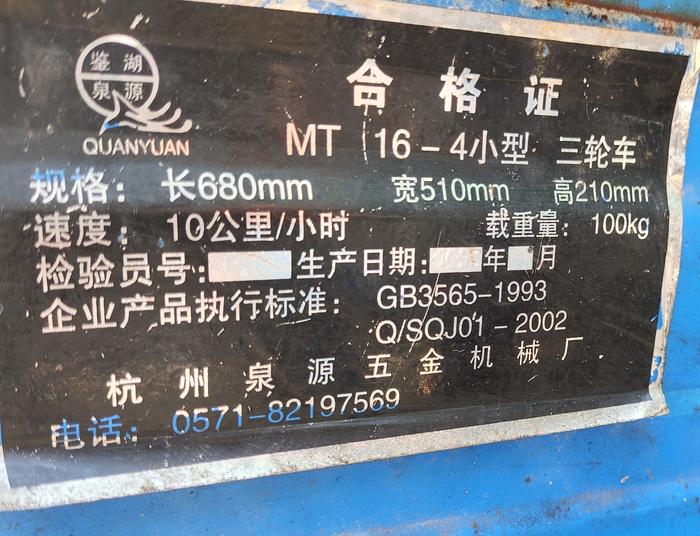 鉴湖
泉源
QUANYUAN
合格证
MT 16-4小型 三轮车
规格：长680mm 宽510mm 高210mm
速度：10公里/小时 载重量：100kg
检验员号： 生产日期： 年 月
企业产品执行标准：GB3565-1993
Q/SQJ01-2002
杭州泉源五金机械厂
电话：0571-82197569